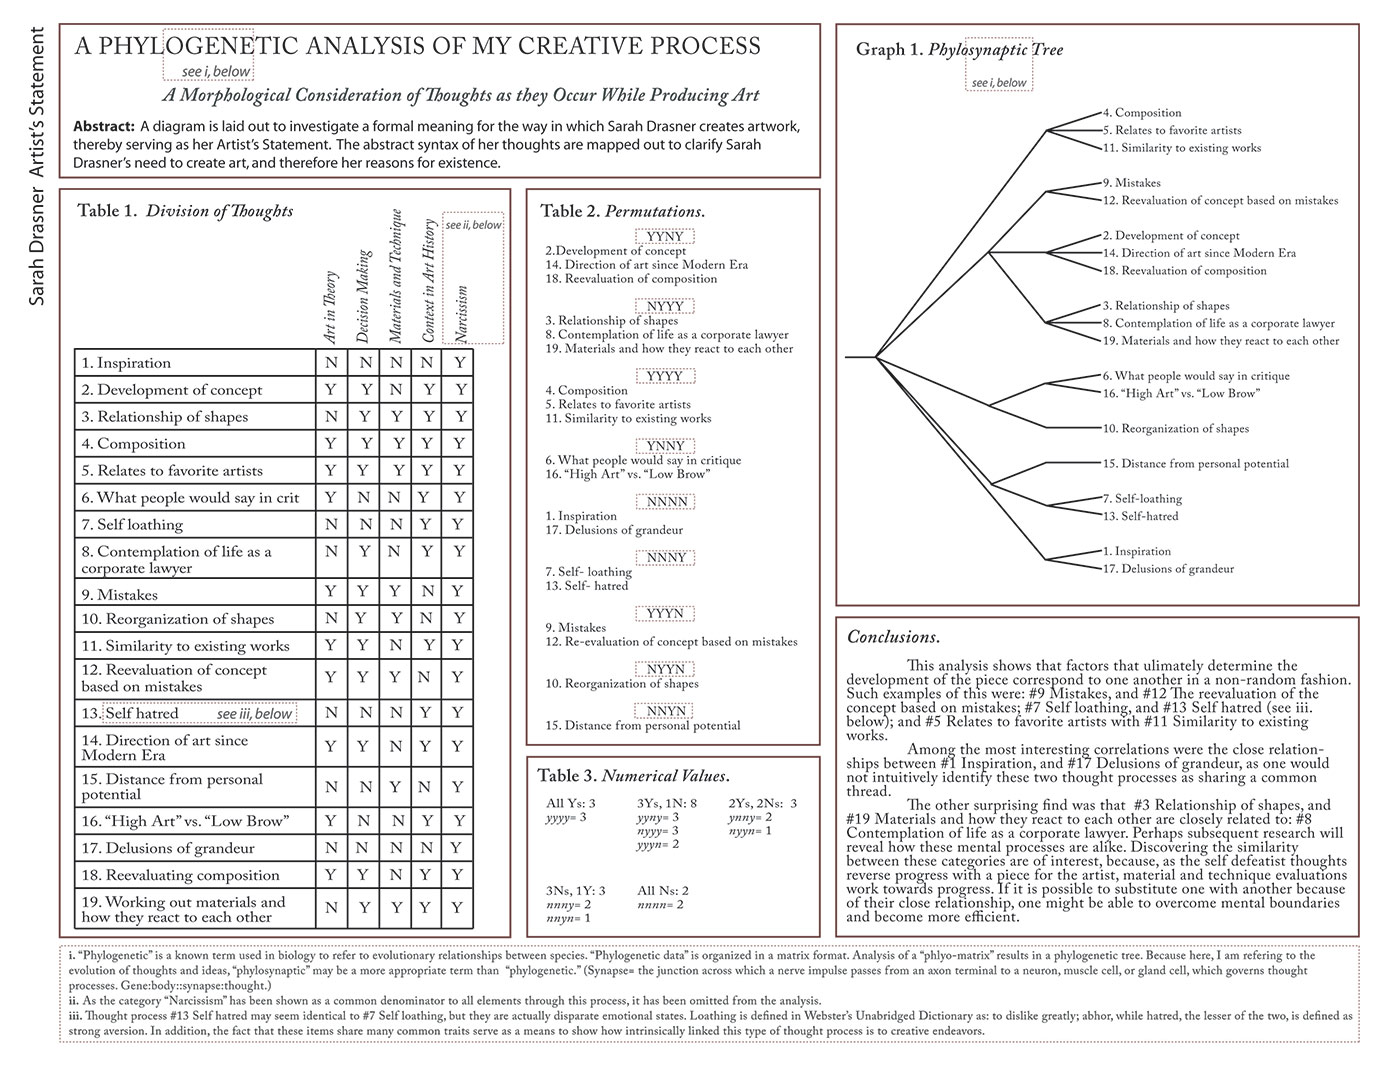 Sarah Drasner Artist's Statement
A PHYLOGENETIC ANALYSIS OF MY CREATIVE PROCESS
see i, below
A Morphological Consideration of Thoughts as they Occur While Producing Art
Abstract: A diagram is laid out to investigate a formal meaning for the way in which Sarah Drasner creates artwork,
thereby serving as her Artist's Statement. The abstract syntax of her thoughts are mapped out to clarify Sarah
Drasner's need to create art, and therefore her reasons for existence.
Table 1. Division of Thoughts
Art in Theory
Decision Making
Materials and Technique
Context in Art History
see ii, below
Narcissism
1. Inspiration N N N N Y
2. Development of concept Y Y N Y Y
3. Relationship of shapes N Y Y Y Y
4. Composition Y Y Y Y Y
5. Relates to favorite artists Y Y Y Y Y
6. What people would say in crit Y N N Y Y
7. Self loathing N N N Y Y
8. Contemplation of life as a
corporate lawyer N Y N Y Y
9. Mistakes Y Y Y N Y
10. Reorganization of shapes N Y Y N Y
11. Similarity to existing works Y Y N Y Y
12. Reevaluation of concept
based on mistakes Y Y Y N Y
13. Self hatred see iii, below N N N Y Y
14. Direction of art since
Modern Era Y Y N Y Y
15. Distance from personal
potential N N Y N Y
16. "High Art" vs. "Low Brow" Y N N Y Y
17. Delusions of grandeur N N N N Y
18. Reevaluating composition Y Y N Y Y
19. Working out materials and
how they react to each other N Y Y Y Y
Table 2. Permutations.
YYNY
2.Development of concept
14. Direction of art since Modern Era
18. Reevaluation of composition
NYYY
3. Relationship of shapes
8. Contemplation of life as a corporate lawyer
19. Materials and how they react to each other
YYYY
4. Composition
5. Relates to favorite artists
11. Similarity to existing works
YNNY
6. What people would say in critique
16. "High Art" vs. "Low Brow"
NNNN
1. Inspiration
17. Delusions of grandeur
NNNY
7. Self- loathing
13. Self- hatred
YYYN
9. Mistakes
12. Re-evaluation of concept based on mistakes
NYYN
10. Reorganization of shapes
NNYN
15. Distance from personal potential
Table 3. Numerical Values.
All Ys: 3
yyyy= 3
3Ys, 1N: 8
yyny= 3
nyyy= 3
yyyn= 2
2Ys, 2Ns: 3
ynny= 2
nyyn= 1
3Ns, 1Y: 3
nnny= 2
nnyn= 1
All Ns: 2
nnnn= 2
Graph 1. Phylosynaptic Tree
see i, below
4. Composition
5. Relates to favorite artists
11. Similarity to existing works
9. Mistakes
12. Reevaluation of concept based on mistakes
2. Development of concept
14. Direction of art since Modern Era
18. Reevaluation of composition
3. Relationship of shapes
8. Contemplation of life as a corporate lawyer
19. Materials and how they react to each other
6. What people would say in critique
16. "High Art" vs. "Low Brow"
10. Reorganization of shapes
15. Distance from personal potential
7. Self-loathing
13. Self-hatred
1. Inspiration
17. Delusions of grandeur
Conclusions.
This analysis shows that factors that ulimately determine the
development of the piece correspond to one another in a non-random fashion.
Such examples of this were: #9 Mistakes, and #12 The reevaluation of the
concept based on mistakes; #7 Self loathing, and #13 Self hatred (see iii.
below); and #5 Relates to favorite artists with #11 Similarity to existing
works.
Among the most interesting correlations were the close relation-
ships between #1 Inspiration, and #17 Delusions of grandeur, as one would
not intuitively identify these two thought processes as sharing a common
thread.
The other surprising find was that #3 Relationship of shapes, and
#19 Materials and how they react to each other are closely related to: #8
Contemplation of life as a corporate lawyer. Perhaps subsequent research will
reveal how these mental processes are alike. Discovering the similarity
between these categories are of interest, because, as the self defeatist thoughts
reverse progress with a piece for the artist, material and technique evaluations
work towards progress. If it is possible to substitute one with another because
of their close relationship, one might be able to overcome mental boundaries
and become more efficient.
i. "Phylogenetic" is a known term used in biology to refer to evolutionary relationships between species. "Phylogenetic data" is organized in a matrix format. Analysis of a "phlyo-matrix" results in a phylogenetic tree. Because here, I am refering to the
evolution of thoughts and ideas, "phylosynaptic" may be a more appropriate term than "phylogenetic." (Synapse= the junction across which a nerve impulse passes from an axon terminal to a neuron, muscle cell, or gland cell, which governs thought
processes. Gene:body::synapse:thought.)
ii. As the category "Narcissism" has been shown as a common denominator to all elements through this process, it has been omitted from the analysis.
iii. Thought process #13 Self hatred may seem identical to #7 Self loathing, but they are actually disparate emotional states. Loathing is defined in Webster's Unabridged Dictionary as: to dislike greatly; abhor, while hatred, the lesser of the two, is defined as
strong aversion. In addition, the fact that these items share many common traits serve as a means to show how intrinsically linked this type of thought process is to creative endeavors.